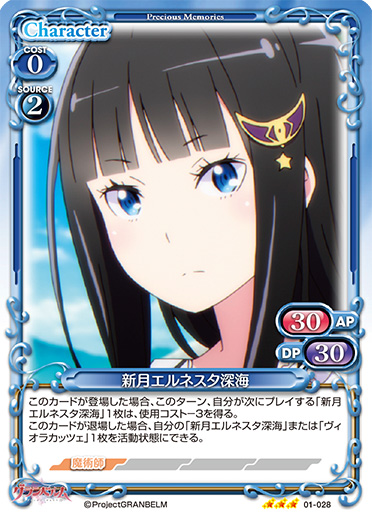 Precious Memories
Character
COST
0
SOURCE
2
30 AP
DP 30
新月エルネスタ深海
このカードが登場した場合、このターン、自分が次にプレイする「新月
エルネスタ深海」1枚は、使用コスト－3を得る。
このカードが退場した場合、自分の「新月エルネスタ深海」または「ヴィ
オラカッツェ」1枚を活動状態にできる。
魔術師
グランベルム
©ProjectGRANBELM
★★★ 01-028